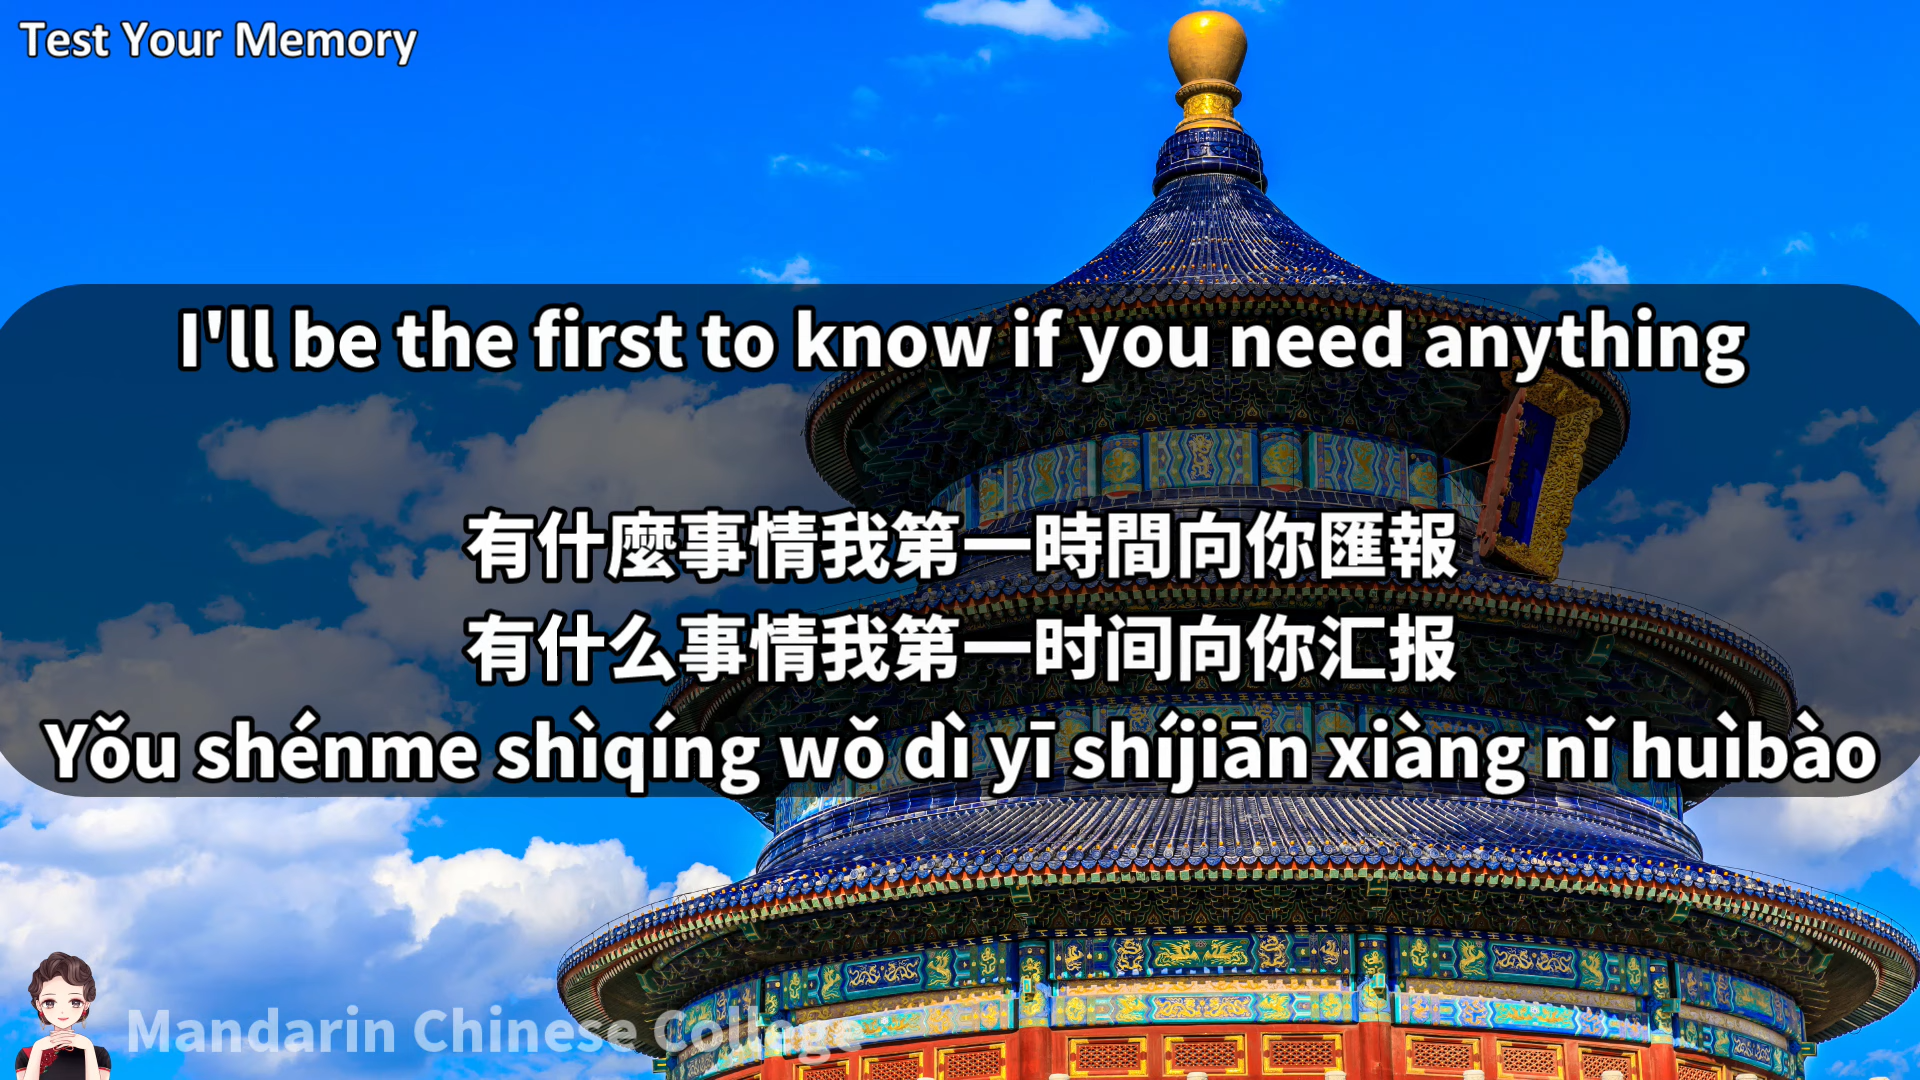 Test Your Memory
I'll be the first to know if you need anything
有什麼事情我第一時間向你匯報
有什么事情我第一时间向你汇报
Yǒu shénme shìqíng wǒ dì yī shíjiān xiàng nǐ huìbào
Mandarin Chinese College